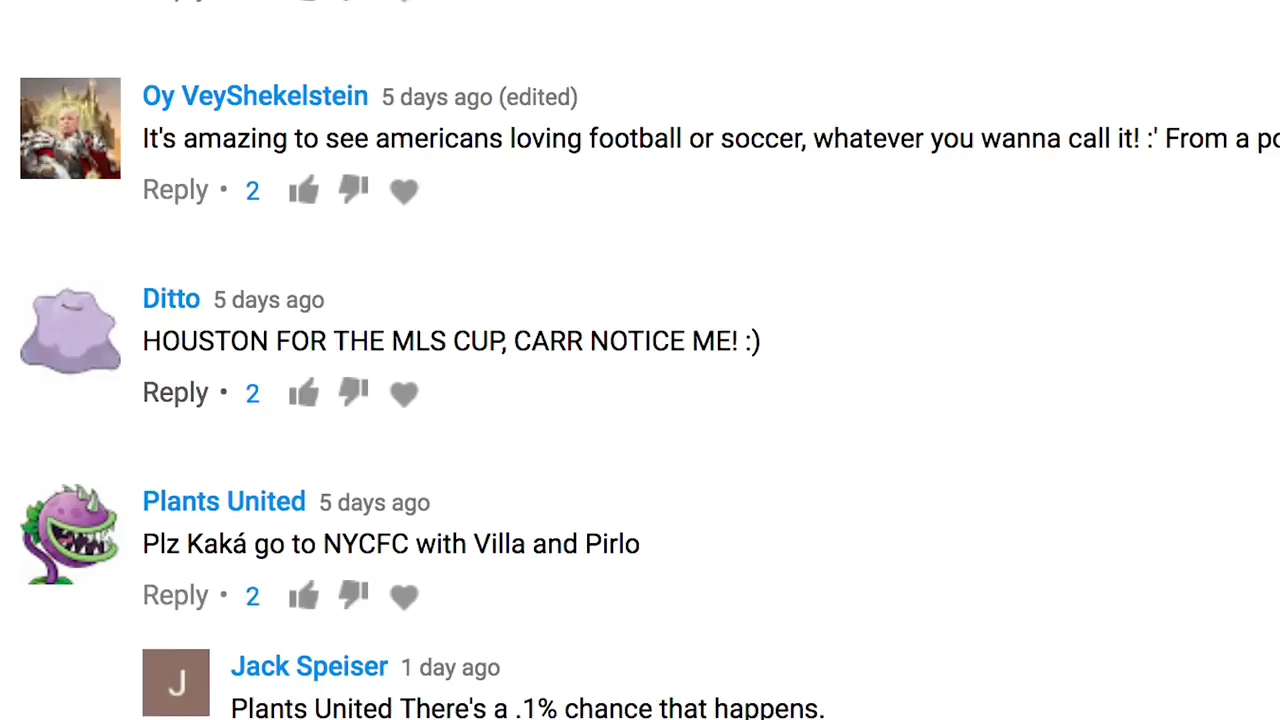 Oy VeyShekelstein 5 days ago (edited)
It's amazing to see americans loving football or soccer, whatever you wanna call it! :' From a
Reply • 2
Ditto 5 days ago
HOUSTON FOR THE MLS CUP, CARR NOTICE ME! :)
Reply • 2
Plants United 5 days ago
Plz Kaká go to NYCFC with Villa and Pirlo
Reply • 2
J
Jack Speiser 1 day ago
Plants United There's a .1% chance that happens.